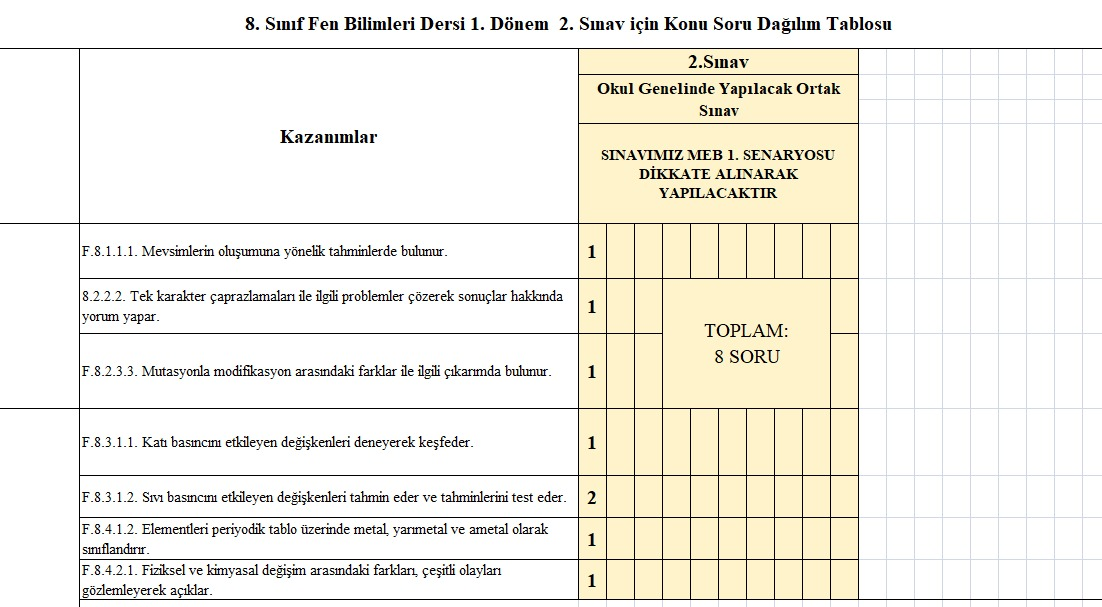 8. Sınıf Fen Bilimleri Dersi 1. Dönem 2. Sınav için Konu Soru Dağılım Tablosu
Kazanımlar
2.Sınav
Okul Genelinde Yapılacak Ortak
Sınav
SINAVIMIZ MEB 1. SENARYOSU
DİKKATE ALINARAK
YAPILACAKTIR
F.8.1.1.1. Mevsimlerin oluşumuna yönelik tahminlerde bulunur.
1
8.2.2.2. Tek karakter çaprazlamaları ile ilgili problemler çözerek sonuçlar hakkında
yorum yapar.
1
TOPLAM:
8 SORU
F.8.2.3.3. Mutasyonla modifikasyon arasındaki farklar ile ilgili çıkarımda bulunur.
1
F.8.3.1.1. Katı basıncını etkileyen değişkenleri deneyerek keşfeder.
1
F.8.3.1.2. Sıvı basıncını etkileyen değişkenleri tahmin eder ve tahminlerini test eder.
2
F.8.4.1.2. Elementleri periyodik tablo üzerinde metal, yarımetal ve ametal olarak
sınıflandırır.
1
F.8.4.2.1. Fiziksel ve kimyasal değişim arasındaki farkları, çeşitli olayları
gözlemleyerek açıklar.
1